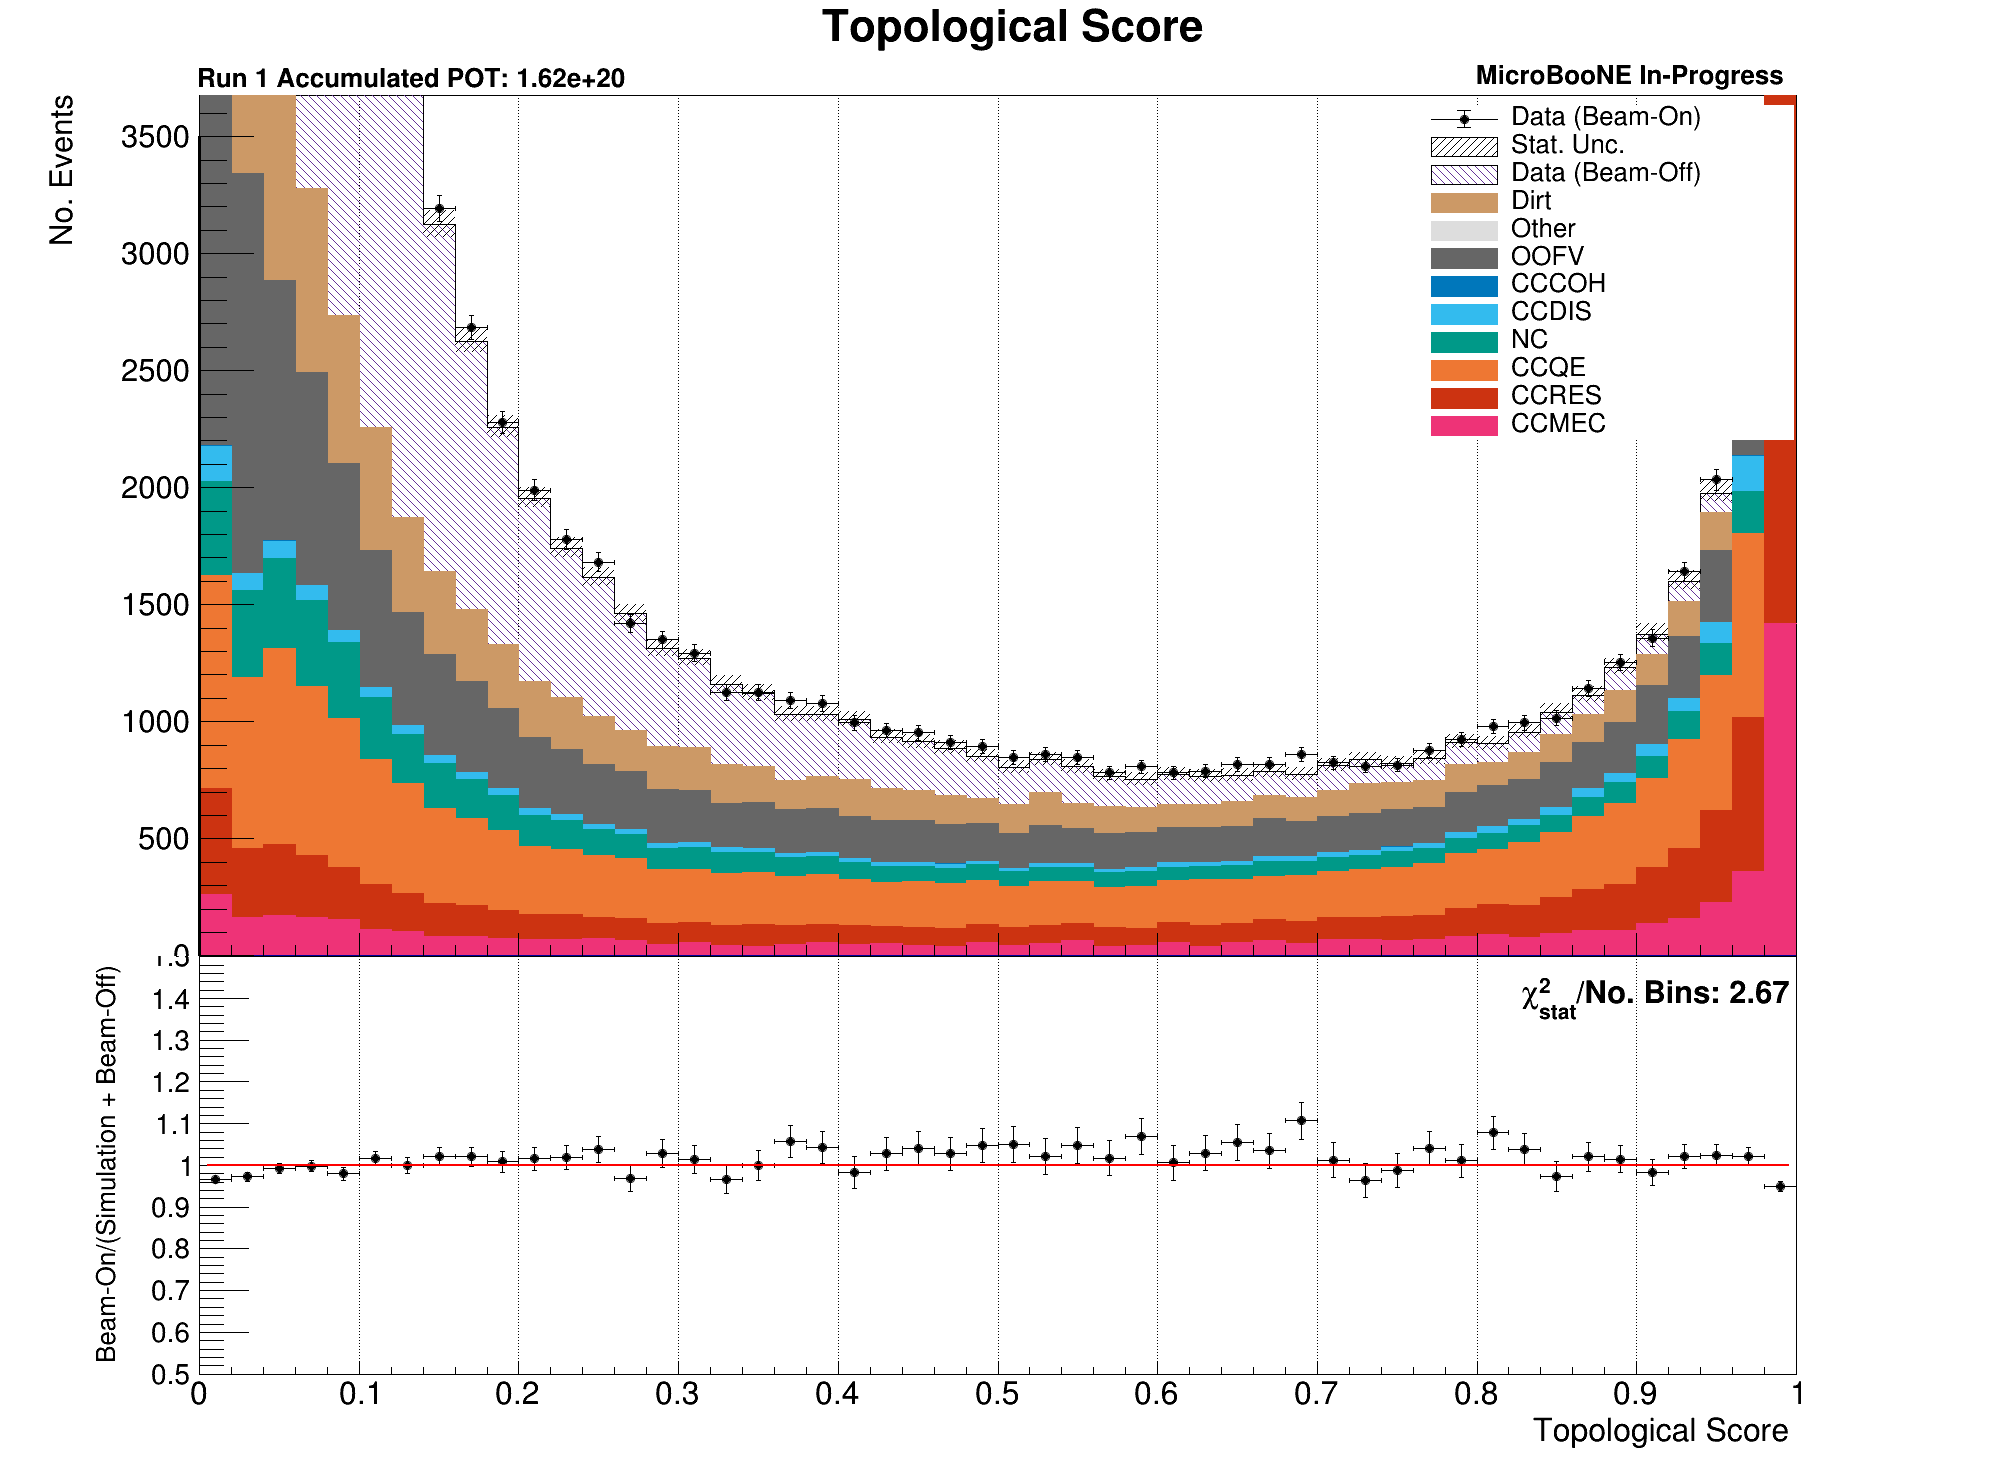 Topological Score
Run 1 Accumulated POT: 1.62e+20
MicroBooNE In-Progress
No. Events
3500
3000
2500
2000
1500
1000
500
0
Data (Beam-On)
Stat. Unc.
Data (Beam-Off)
Dirt
Other
OOFV
CCCOH
CCDIS
NC
CCQE
CCRES
CCMEC
Beam-On/(Simulation + Beam-Off)
1.5
1.4
1.3
1.2
1.1
1
0.9
0.8
0.7
0.6
0.5
χ²stat/No. Bins: 2.67
0 0.1 0.2 0.3 0.4 0.5 0.6 0.7 0.8 0.9 1
Topological Score